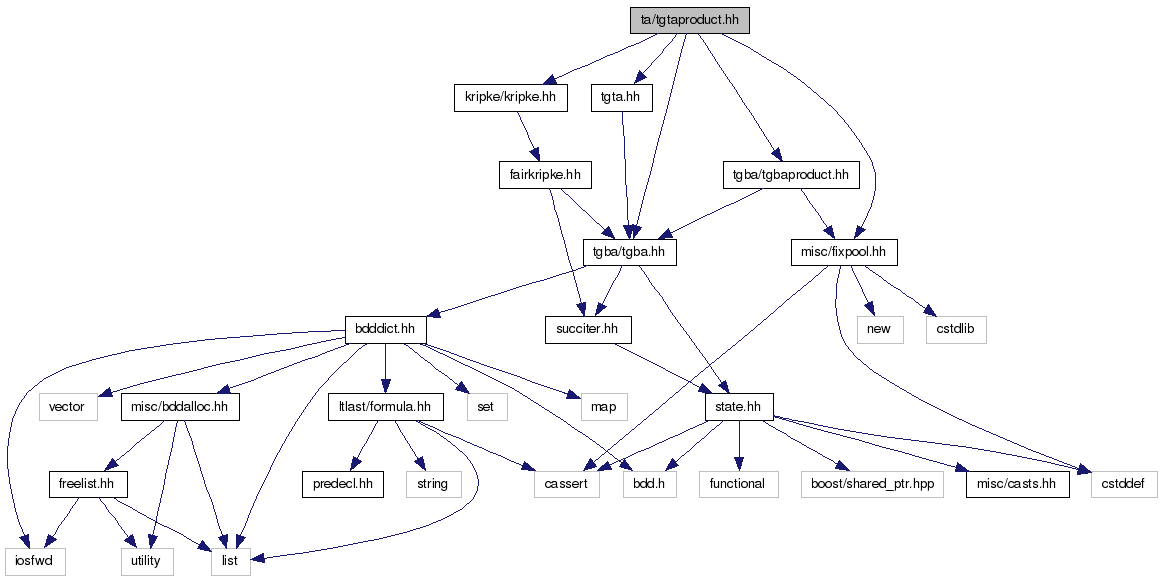 ta/tgtaproduct.hh
kripke/kripke.hh
tgta.hh
fairkripke.hh
tgba/tgbaproduct.hh
tgba/tgba.hh
misc/fixpool.hh
bdddict.hh
succiter.hh
new
cstdlib
vector
misc/bddalloc.hh
ltlast/formula.hh
set
map
state.hh
freelist.hh
predecl.hh
string
cassert
bdd.h
functional
boost/shared_ptr.hpp
misc/casts.hh
cstddef
iosfwd
utility
list